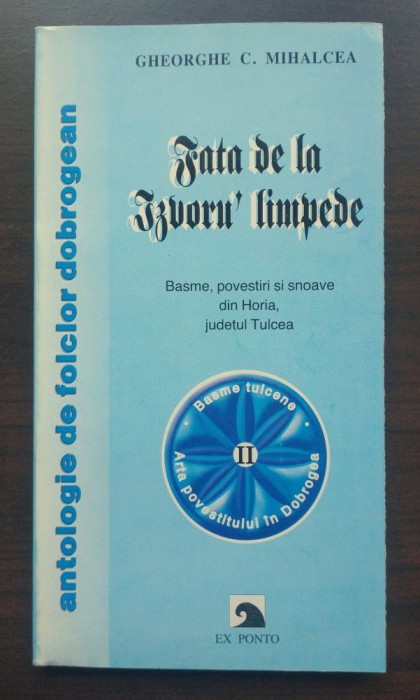 GHEORGHE C. MIHALCEA
antologie de folclor dobrogean
Fata de la
Izvoru' limpede
Basme, povestiri și snoave
din Horia,
judetul Tulcea
Basme tulcene
II
Arta povestitului în Dobrogea
EX PONTO